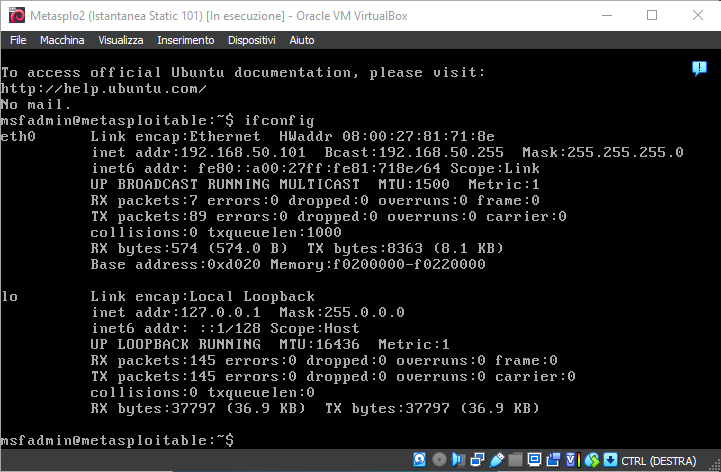 Metasplo2 (Istantanea Static 101) [In esecuzione] - Oracle VM VirtualBox
File Macchina Visualizza Inserimento Dispositivi Aiuto
To access official Ubuntu documentation, please visit:
http://help.ubuntu.com/
No mail.
msfadmin@metasploitable:~$ ifconfig
eth0 Link encap:Ethernet HWaddr 08:00:27:81:71:8e
inet addr:192.168.50.101 Bcast:192.168.50.255 Mask:255.255.255.0
inet6 addr: fe80::a00:27ff:fe81:718e/64 Scope:Link
UP BROADCAST RUNNING MULTICAST MTU:1500 Metric:1
RX packets:7 errors:0 dropped:0 overruns:0 frame:0
TX packets:89 errors:0 dropped:0 overruns:0 carrier:0
collisions:0 txqueuelen:1000
RX bytes:574 (574.0 B) TX bytes:8363 (8.1 KB)
Base address:0xd020 Memory:f0200000-f0220000
lo Link encap:Local Loopback
inet addr:127.0.0.1 Mask:255.0.0.0
inet6 addr: ::1/128 Scope:Host
UP LOOPBACK RUNNING MTU:16436 Metric:1
RX packets:145 errors:0 dropped:0 overruns:0 frame:0
TX packets:145 errors:0 dropped:0 overruns:0 carrier:0
collisions:0 txqueuelen:0
RX bytes:37797 (36.9 KB) TX bytes:37797 (36.9 KB)
msfadmin@metasploitable:~$
CTRL (DESTRA)